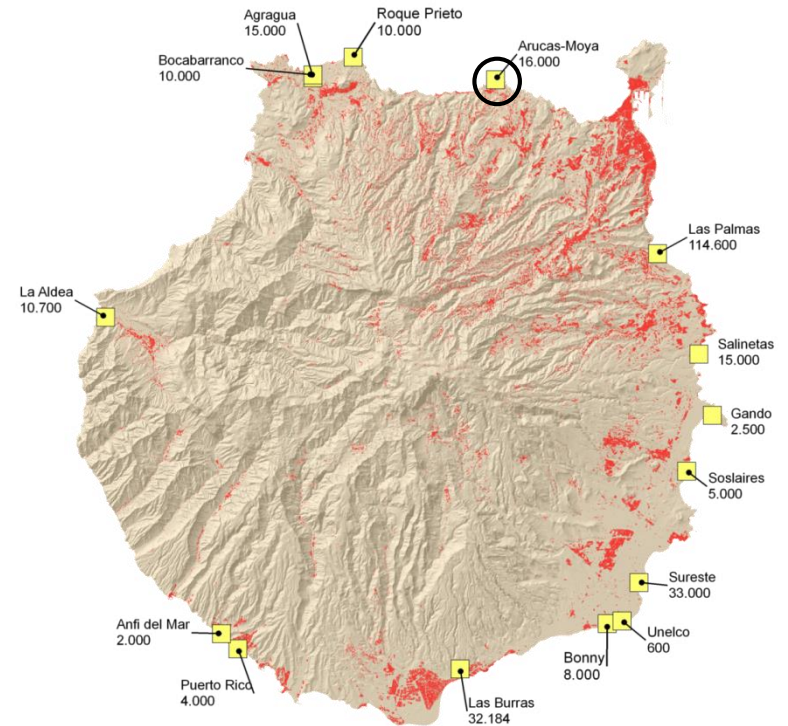 Agragua
15.000
Roque Prieto
10.000
Bocabarranco
10.000
Arucas-Moya
16.000
Las Palmas
114.600
La Aldea
10.700
Salinetas
15.000
Gando
2.500
Soslaires
5.000
Sureste
33.000
Anfi del Mar
2.000
Unelco
600
Bonny
8.000
Puerto Rico
4.000
Las Burras
32.184